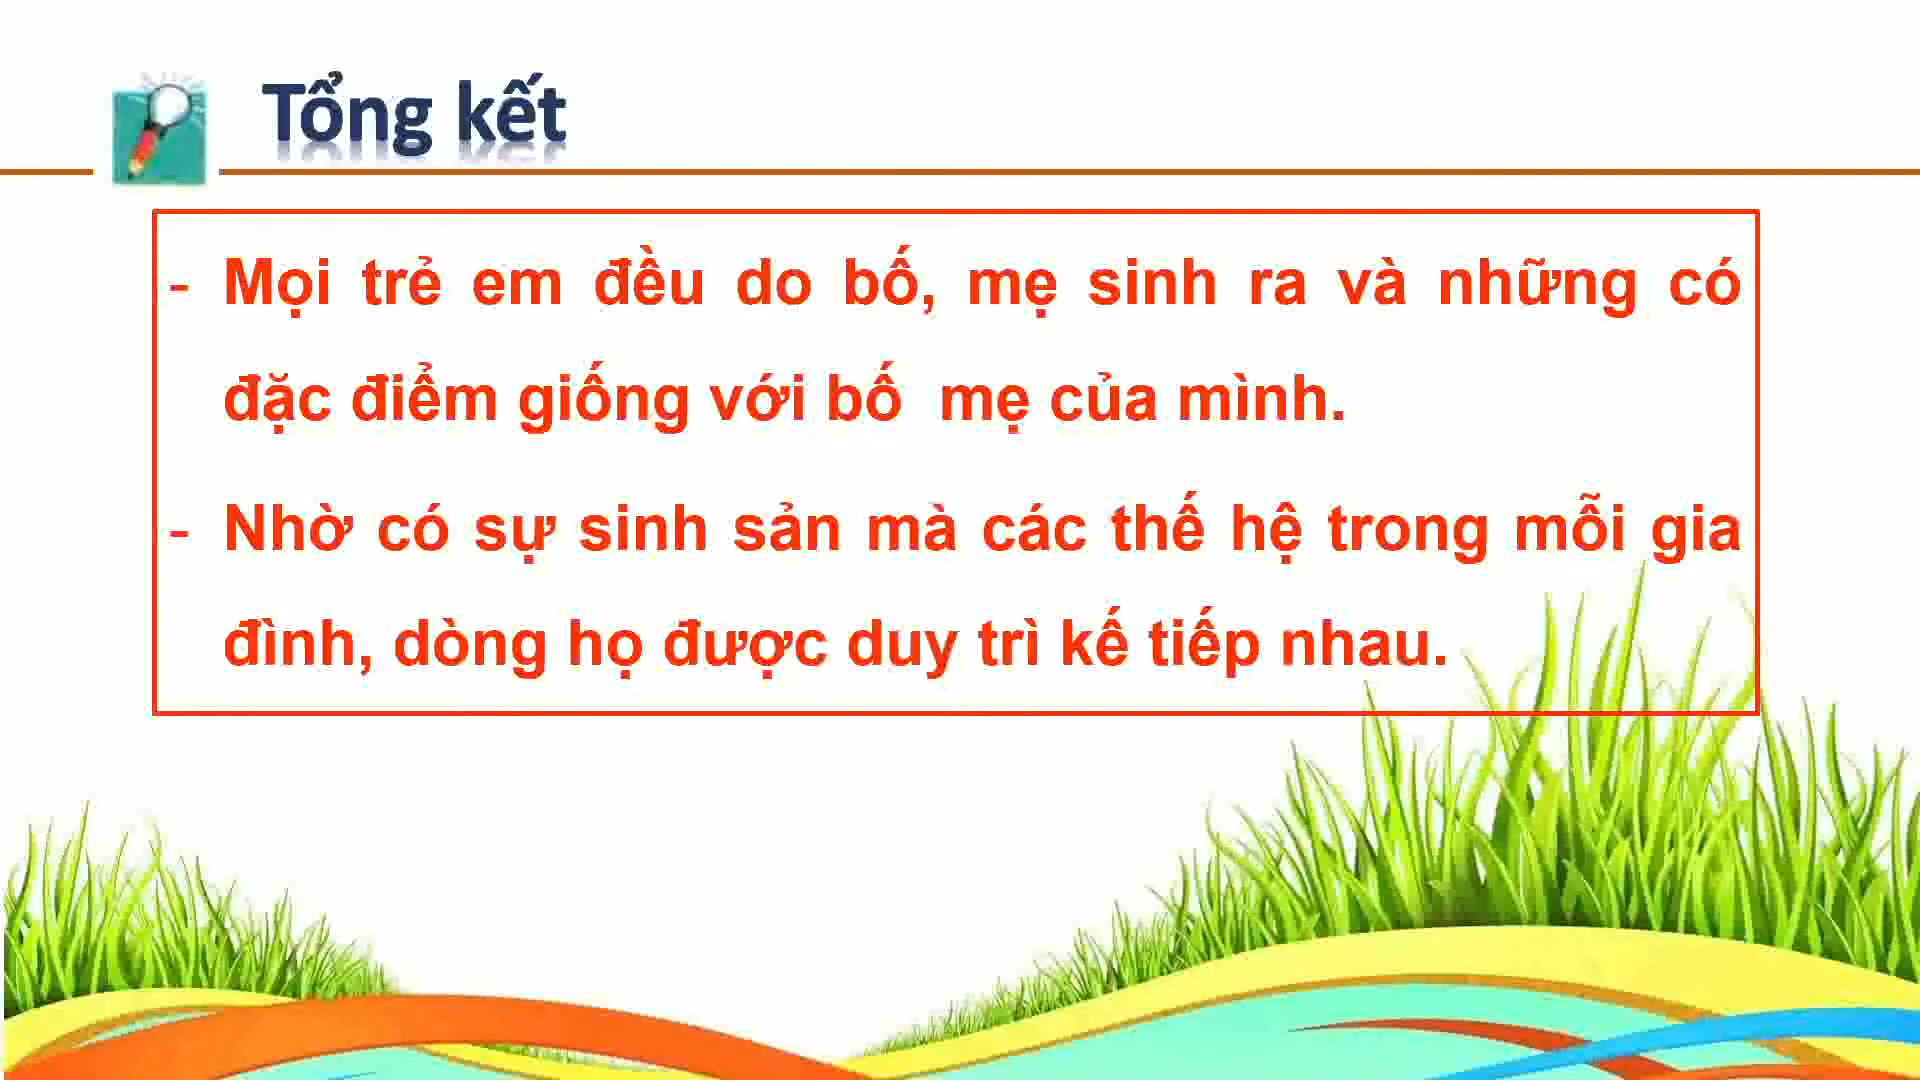 Tổng kết
- Mọi trẻ em đều do bố, mẹ sinh ra và những có
đặc điểm giống với bố mẹ của mình.
- Nhờ có sự sinh sản mà các thế hệ trong mỗi gia
đình, dòng họ được duy trì kế tiếp nhau.